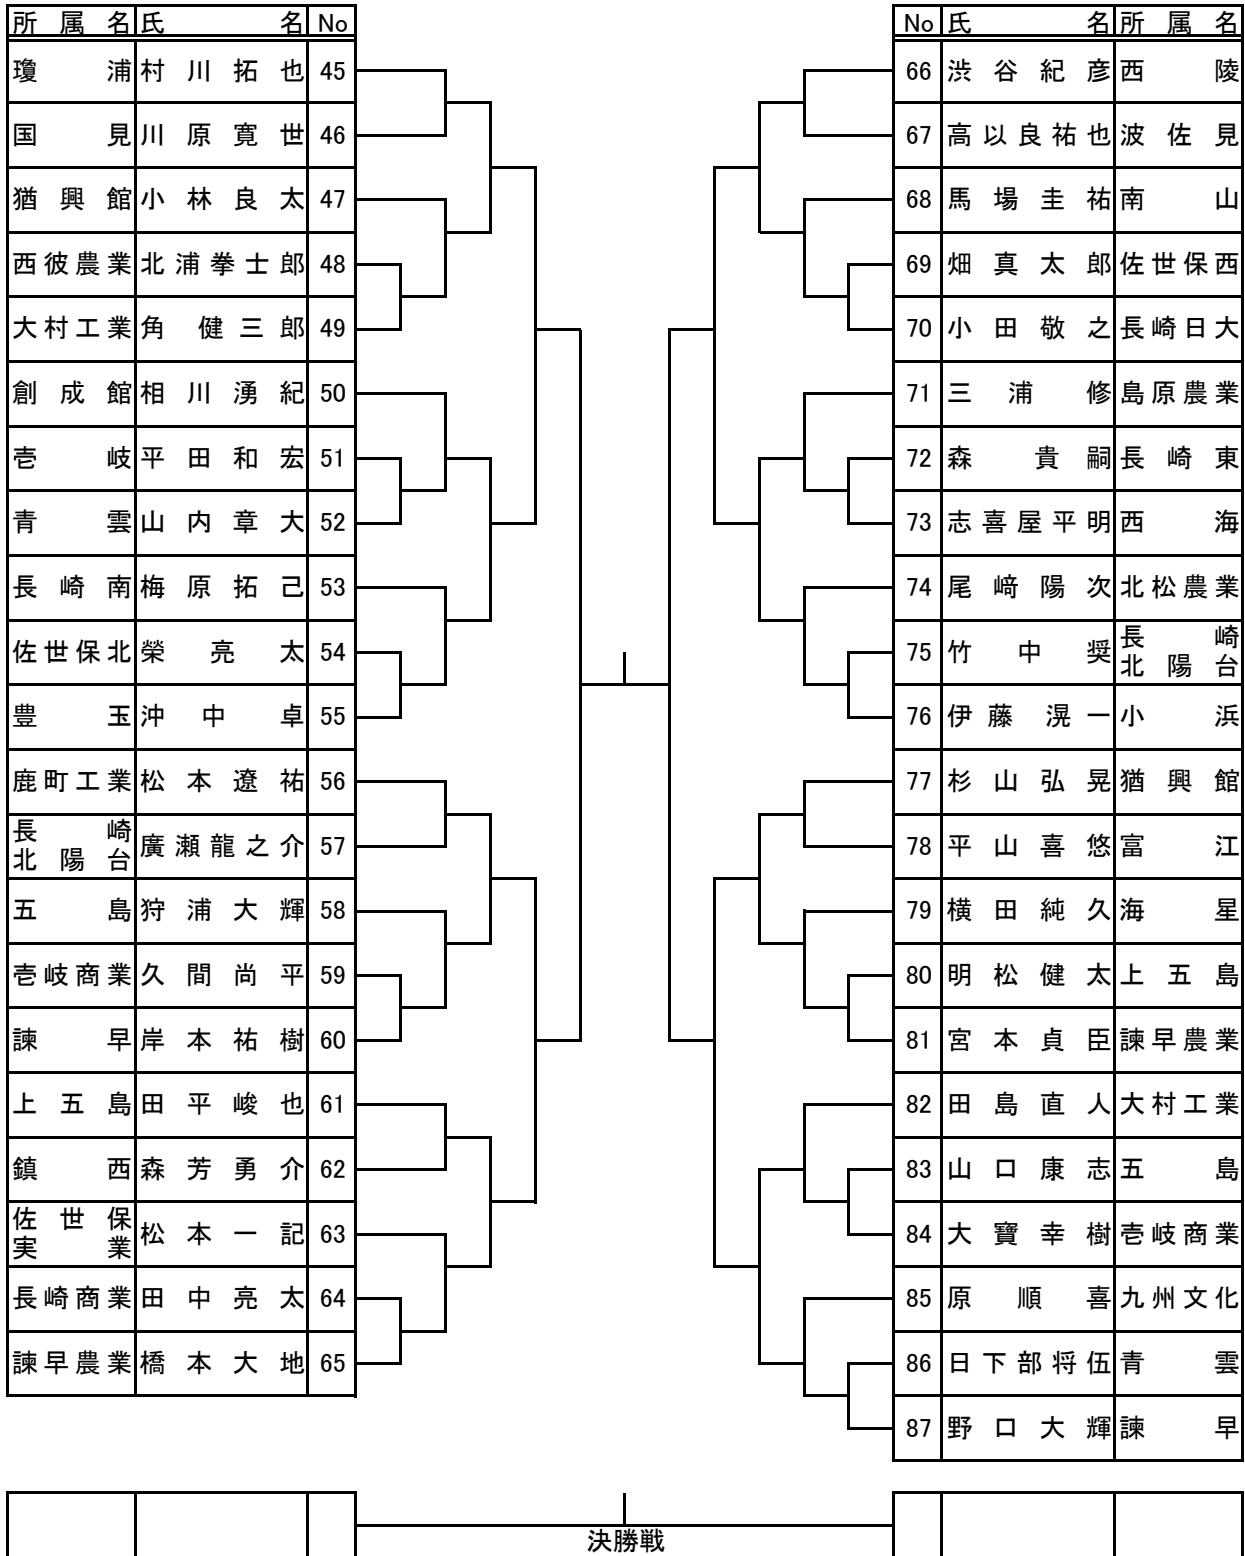 所属名 氏名 No
瓊浦 村川拓也 45
国見 川原寛世 46
猶興館 小林良太 47
西彼農業 北浦拳士郎 48
大村工業 角健三郎 49
創成館 相川湧紀 50
壱岐 平田和宏 51
青雲 山内章大 52
長崎南 梅原拓己 53
佐世保北 榮亮太 54
豊玉 沖中卓 55
鹿町工業 松本遼祐 56
長崎
北陽台 廣瀬龍之介 57
五島 狩浦大輝 58
壱岐商業 久間尚平 59
諫早 岸本祐樹 60
上五島 田平峻也 61
鎮西 森芳勇介 62
佐世保
実業 松本一記 63
長崎商業 田中亮太 64
諫早農業 橋本大地 65
No 氏名 所属名
66 渋谷紀彦 西陵
67 高以良祐也 波佐見
68 馬場圭祐 南山
69 畑真太郎 佐世保西
70 小田敬之 長崎日大
71 三浦修 島原農業
72 森貴嗣 長崎東
73 志喜屋平明 西海
74 尾﨑陽次 北松農業
75 竹中奨 長崎
北陽台
76 伊藤滉一 小浜
77 杉山弘晃 猶興館
78 平山喜悠 富江
79 横田純久 海星
80 明松健太 上五島
81 宮本貞臣 諫早農業
82 田島直人 大村工業
83 山口康志 五島
84 大寶幸樹 壱岐商業
85 原順喜 九州文化
86 日下部将伍 青雲
87 野口大輝 諫早
決勝戦